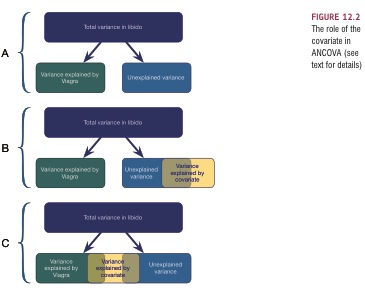 FIGURE 12.2
The role of the
covariate in
ANCOVA (see
text for details)
A
Total variance in libido
Variance explained by
Viagra
Unexplained variance
B
Total variance in libido
Variance explained by
Viagra
Unexplained
variance
Variance
explained by
covariate
C
Total variance in libido
Variance
explained by
Viagra
Variance
explained by
covariate
Unexplained
variance